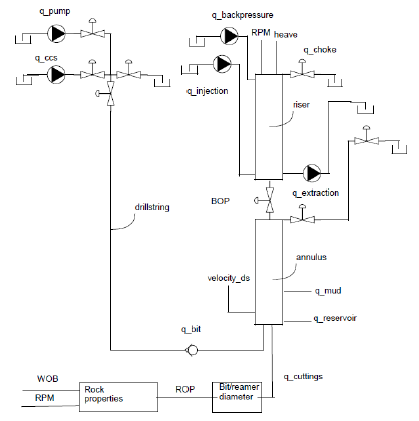 q_pump
q_backpressure
RPM
heave
q_choke
q_ccs
q_injection
riser
q_extraction
BOP
drillstring
annulus
velocity_ds
q_mud
q_reservoir
q_bit
q_cuttings
WOB
RPM
Rock
properties
ROP
Bit/reamer
diameter